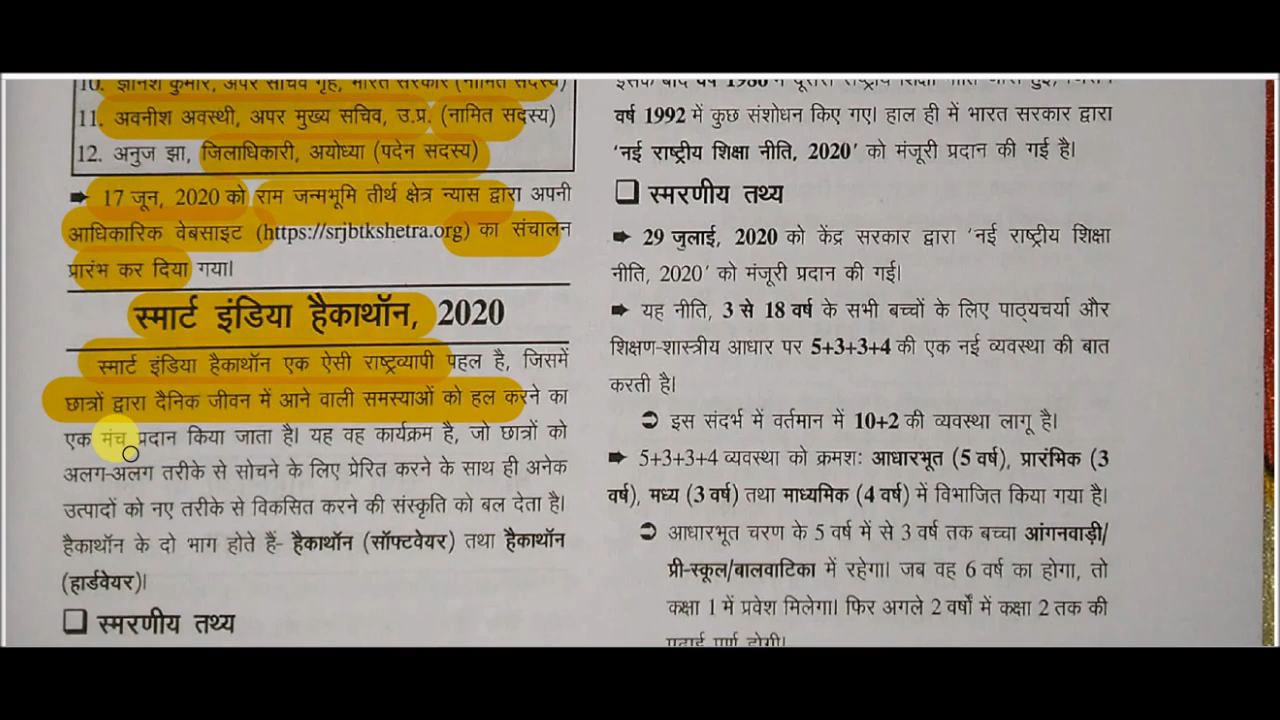 10. ज्ञानेश कुमार, अपर सचिव गृह, भारत सरकार (नामित सदस्य)
11. अवनीश अवस्थी, अपर मुख्य सचिव, उ.प्र. (नामित सदस्य)
12. अनुज झा, जिलाधिकारी, अयोध्या (पदेन सदस्य)
➡ 17 जून, 2020 को राम जन्मभूमि तीर्थ क्षेत्र न्यास द्वारा अपनी
आधिकारिक वेबसाइट (https://srjbtkshetra.org) का संचालन
प्रारंभ कर दिया गया।
स्मार्ट इंडिया हैकाथॉन, 2020
स्मार्ट इंडिया हैकाथॉन एक ऐसी राष्ट्रव्यापी पहल है, जिसमें
छात्रों द्वारा दैनिक जीवन में आने वाली समस्याओं को हल करने का
एक मंच प्रदान किया जाता है। यह वह कार्यक्रम है, जो छात्रों को
अलग-अलग तरीके से सोचने के लिए प्रेरित करने के साथ ही अनेक
उत्पादों को नए तरीके से विकसित करने की संस्कृति को बल देता है।
हैकाथॉन के दो भाग होते हैं- हैकाथॉन (सॉफ्टवेयर) तथा हैकाथॉन
(हार्डवेयर)।
❑ स्मरणीय तथ्य
इसके बाद वर्ष 1986 में दूसरी राष्ट्रीय शिक्षा नीति
वर्ष 1992 में कुछ संशोधन किए गए। हाल ही में भारत सरकार द्वारा
‘नई राष्ट्रीय शिक्षा नीति, 2020’ को मंजूरी प्रदान की गई है।
❑ स्मरणीय तथ्य
➡ 29 जुलाई, 2020 को केंद्र सरकार द्वारा ‘नई राष्ट्रीय शिक्षा
नीति, 2020’ को मंजूरी प्रदान की गई।
➡ यह नीति, 3 से 18 वर्ष के सभी बच्चों के लिए पाठ्यचर्या और
शिक्षण-शास्त्रीय आधार पर 5+3+3+4 की एक नई व्यवस्था की बात
करती है।
➲ इस संदर्भ में वर्तमान में 10+2 की व्यवस्था लागू है।
➡ 5+3+3+4 व्यवस्था को क्रमशः आधारभूत (5 वर्ष), प्रारंभिक (3
वर्ष), मध्य (3 वर्ष) तथा माध्यमिक (4 वर्ष) में विभाजित किया गया है।
➲ आधारभूत चरण के 5 वर्ष में से 3 वर्ष तक बच्चा आंगनवाड़ी/
प्री-स्कूल/बालवाटिका में रहेगा। जब वह 6 वर्ष का होगा, तो
कक्षा 1 में प्रवेश मिलेगा। फिर अगले 2 वर्षों में कक्षा 2 तक की
पढ़ाई पूर्ण होगी।